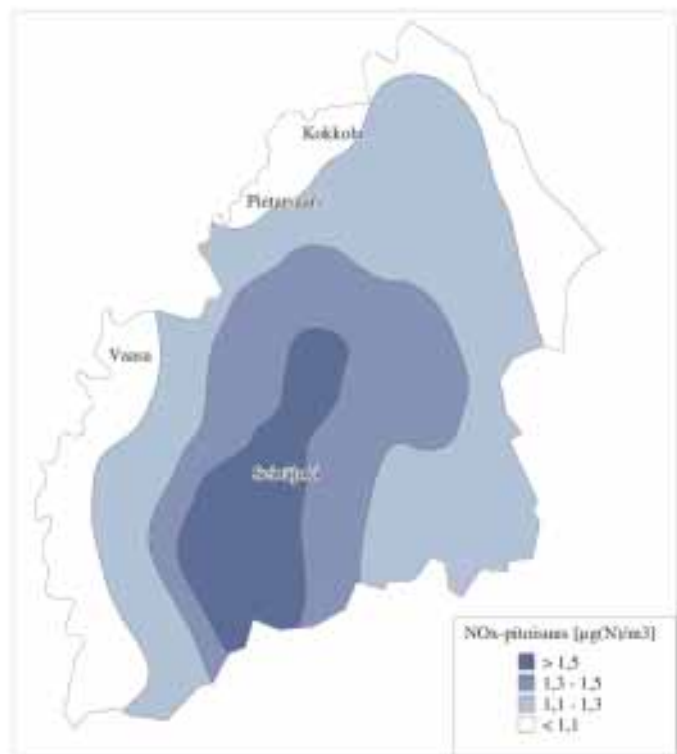 Kokkola
Pietarsaari
Vaasa
Seinäjoki
NOx-pitoisuus [µg(N)/m3]
> 1,5
1,3 - 1,5
1,1 - 1,3
< 1,1